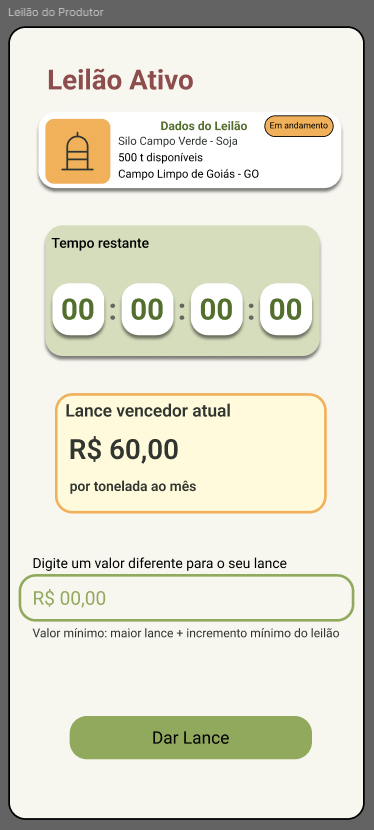 Leilão do Produtor
Leilão Ativo
Dados do Leilão
Em andamento
Silo Campo Verde - Soja
500 t disponíveis
Campo Limpo de Goiás - GO
Tempo restante
00 : 00 : 00 : 00
Lance vencedor atual
R$ 60,00
por tonelada ao mês
Digite um valor diferente para o seu lance
R$ 00,00
Valor mínimo: maior lance + incremento mínimo do leilão
Dar Lance